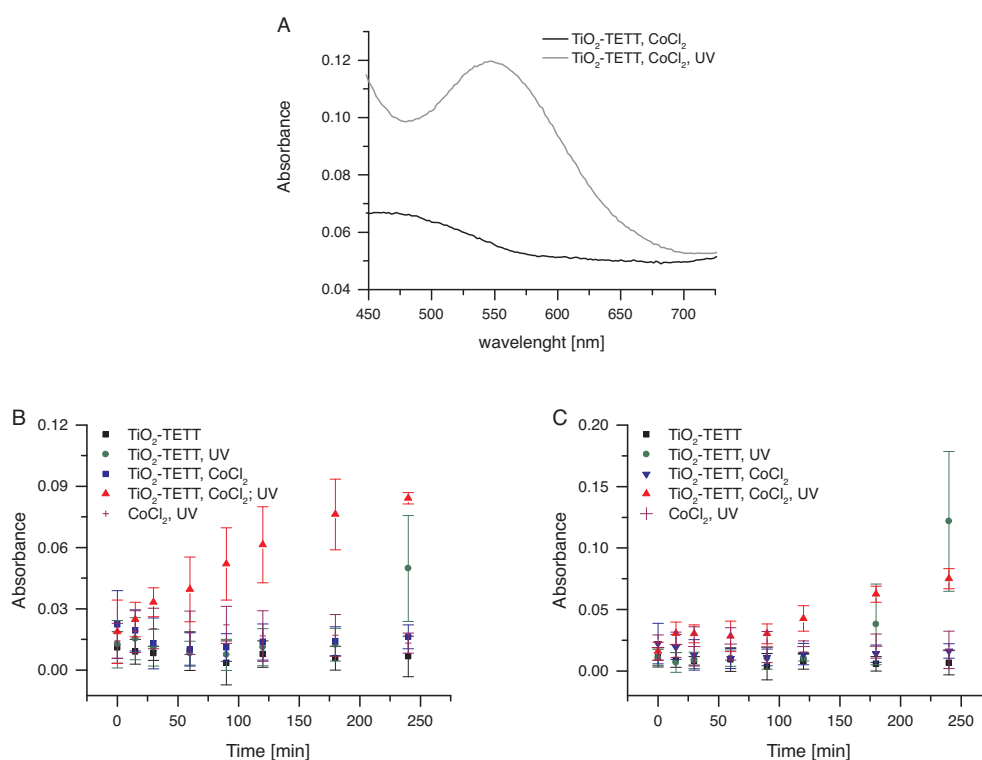 A
TiO₂-TETT, CoCl₂
TiO₂-TETT, CoCl₂, UV
0.12
0.10
0.08
0.06
0.04
Absorbance
450 500 550 600 650 700
wavelenght [nm]
B
TiO₂-TETT
TiO₂-TETT, UV
TiO₂-TETT, CoCl₂
TiO₂-TETT, CoCl₂; UV
CoCl₂, UV
0.12
0.09
0.06
0.03
0.00
Absorbance
0 50 100 150 200 250
Time [min]
C
TiO₂-TETT
TiO₂-TETT, UV
TiO₂-TETT, CoCl₂
TiO₂-TETT, CoCl₂, UV
CoCl₂, UV
0.20
0.15
0.10
0.05
0.00
Absorbance
0 50 100 150 200 250
Time [min]